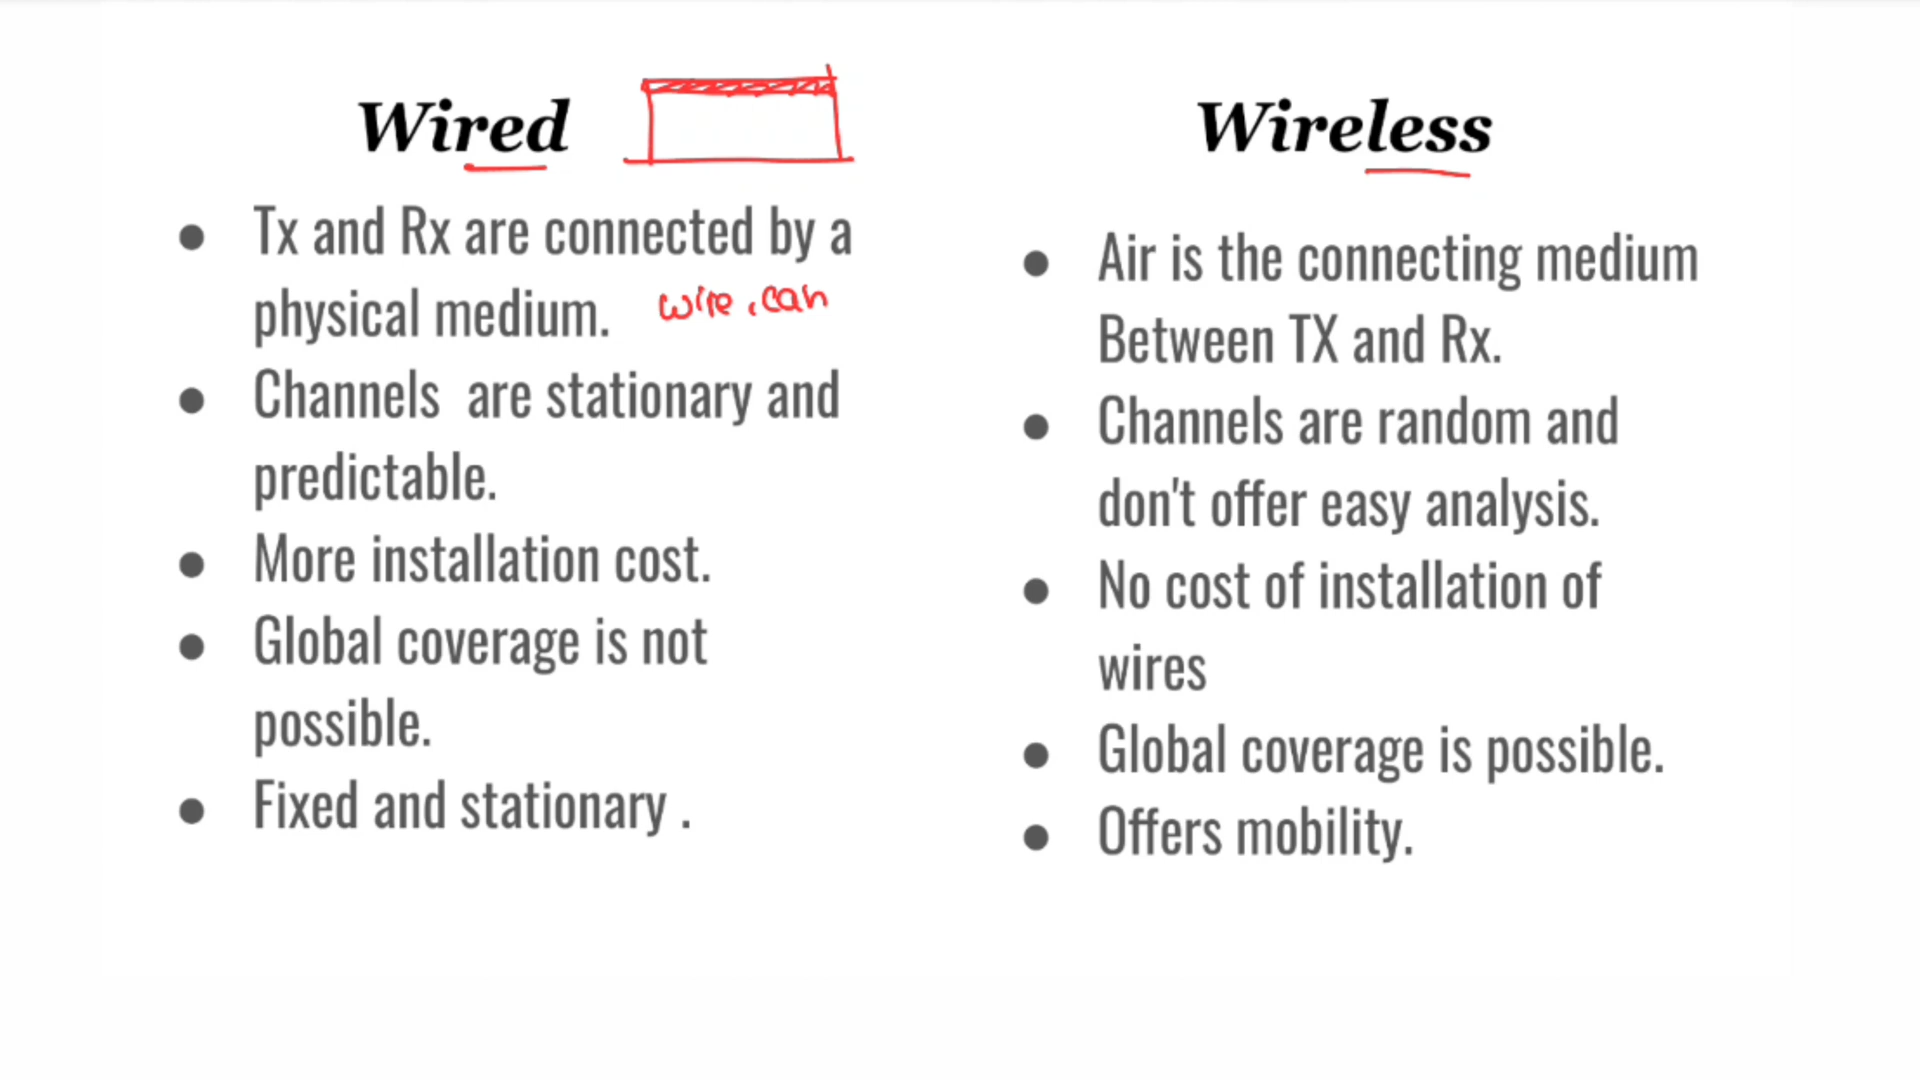 Wired
Tx and Rx are connected by a
physical medium. wire, can
Channels are stationary and
predictable.
More installation cost.
Global coverage is not
possible.
Fixed and stationary .
Wireless
Air is the connecting medium
Between TX and Rx.
Channels are random and
don't offer easy analysis.
No cost of installation of
wires
Global coverage is possible.
Offers mobility.